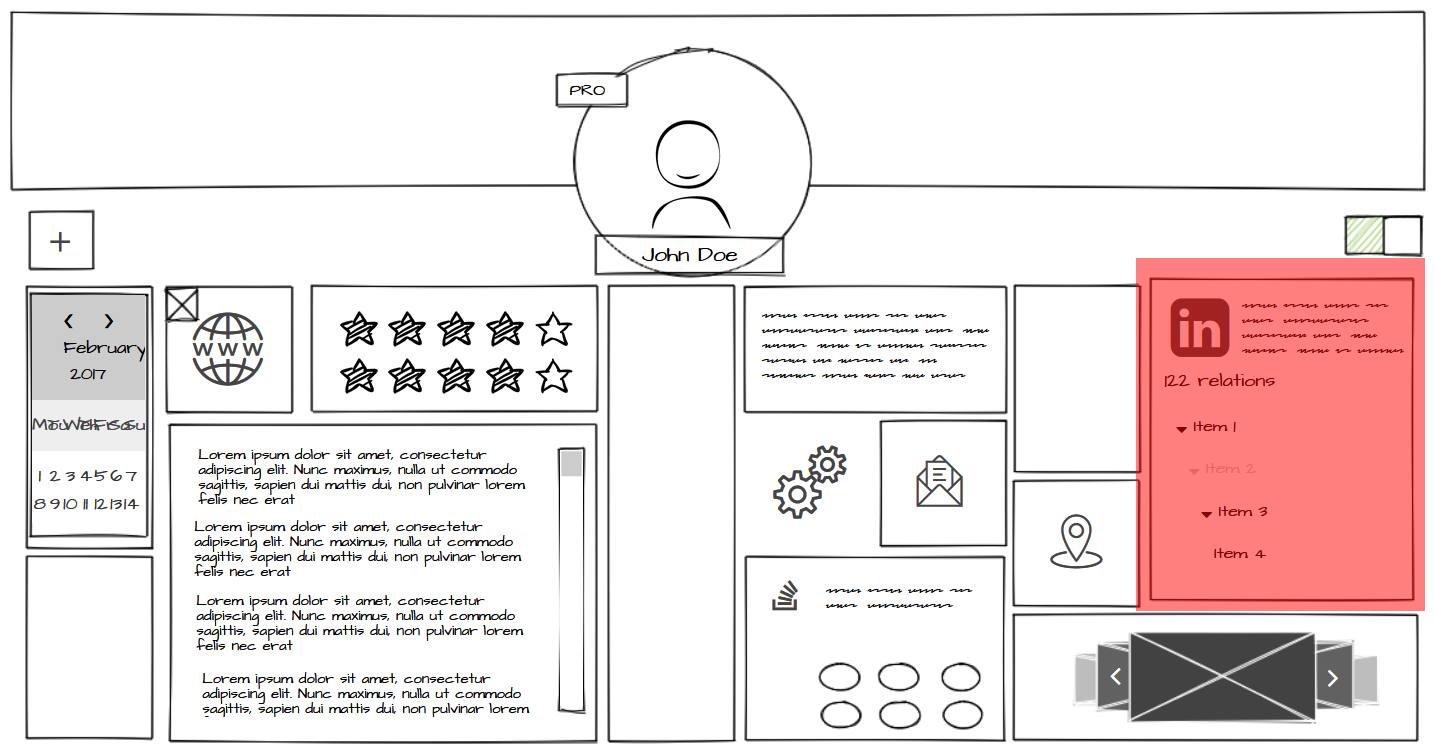 PRO
John Doe
February
2017
1 2 3 4 5 6 7
8 9 10 11 12 13 14
WWW
Lorem ipsum dolor sit amet, consectetur
adipiscing elit. Nunc maximus, nulla ut commodo
sagittis, sapien dui mattis dui, non pulvinar lorem
felis nec erat
Lorem ipsum dolor sit amet, consectetur
adipiscing elit. Nunc maximus, nulla ut commodo
sagittis, sapien dui mattis dui, non pulvinar lorem.
felis nec erat
Lorem ipsum dolor sit amet, consectetur
adipiscing elit. Nunc maximus, nulla ut commodo
sagittis, sapien dui mattis dui, non pulvinar lorem.
felis nec erat
Lorem ipsum dolor sit amet, consectetur
adipiscing elit. Nunc maximus, nulla ut commodo
sagittis, sapien dui mattis dui, non pulvinar lorem.
in
122 relations
Item 1
Item 2
Item 3
Item 4